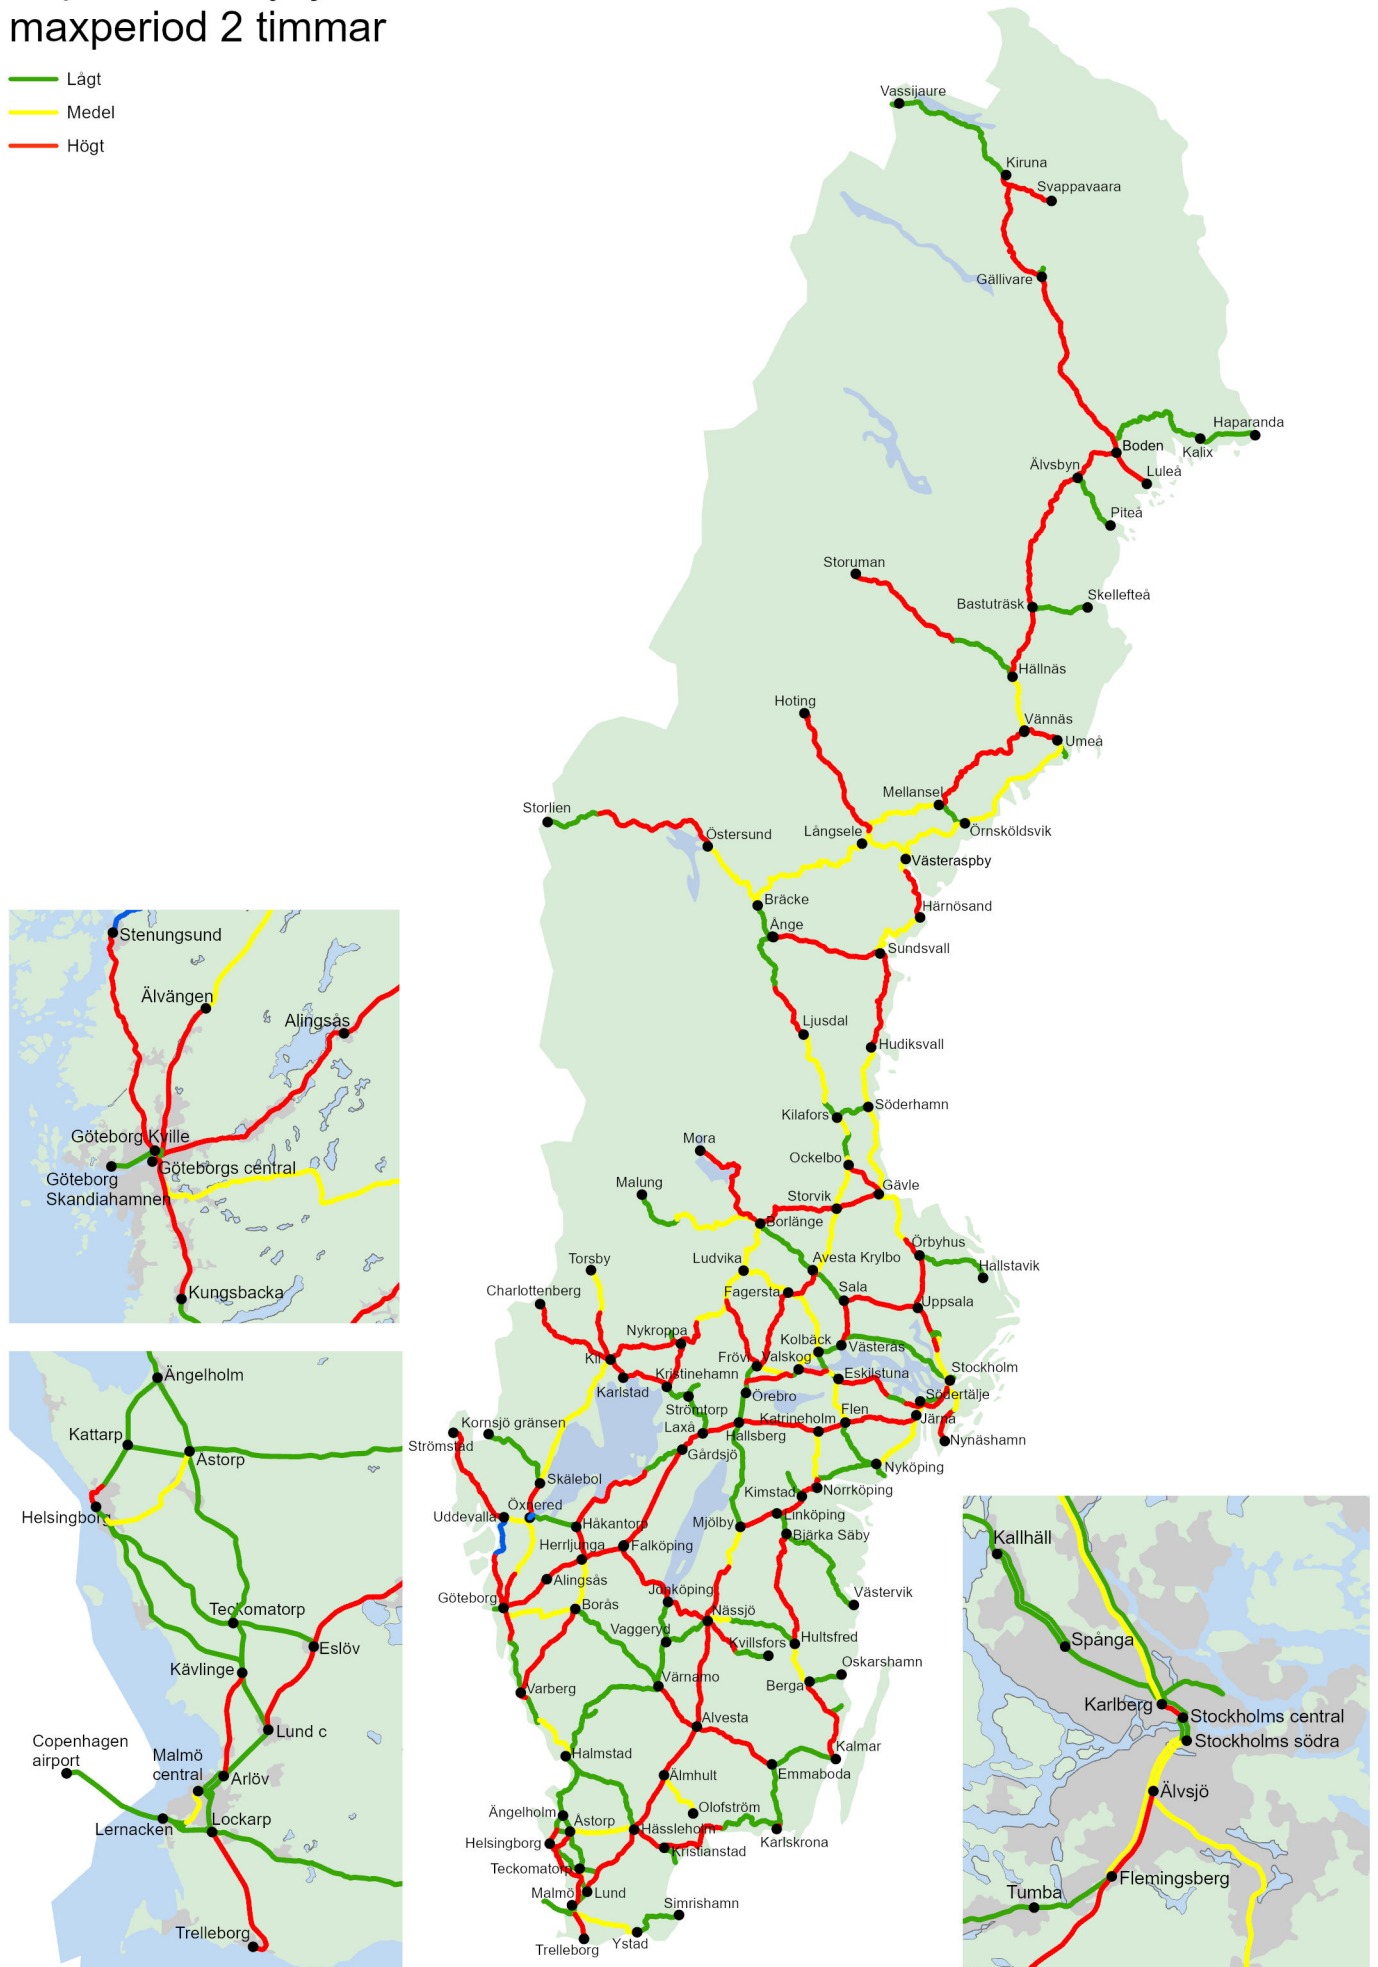 maxperiod 2 timmar
Lågt
Medel
Högt
Vassijaure
Kiruna
Svappavaara
Gällivare
Haparanda
Boden
Kalix
Älvsbyn
Luleå
Piteå
Storuman
Skellefteå
Bastuträsk
Hällnäs
Hoting
Vännäs
Umeå
Mellansel
Storlien
Östersund
Långsele
Örnsköldsvik
Västeraspby
Bräcke
Härnösand
Ånge
Sundsvall
Ljusdal
Hudiksvall
Söderhamn
Kilafors
Mora
Ockelbo
Malung
Storvik
Gävle
Borlänge
Örbyhus
Torsby
Ludvika
Avesta Krylbo
Hallstavik
Charlottenberg
Fagersta
Sala
Uppsala
Nykroppa
Kolbäck
Västerås
Kil
Frövi
Valskog
Stockholm
Karlstad
Kristinehamn
Eskilstuna
Örebro
Södertälje
Strömtorp
Kornsjö gränsen
Katrineholm
Flen
Järna
Laxå
Hallsberg
Strömstad
Nynäshamn
Gårdsjö
Nyköping
Skälebol
Kimstad
Norrköping
Öxnered
Uddevalla
Håkantorp
Mjölby
Linköping
Bjärka Säby
Herrljunga
Falköping
Alingsås
Jönköping
Västervik
Göteborg
Borås
Nässjö
Vaggeryd
Kvillsfors
Hultsfred
Oskarshamn
Värnamo
Berga
Varberg
Alvesta
Halmstad
Kalmar
Emmaboda
Älmhult
Ängelholm
Olofström
Åstorp
Helsingborg
Hässleholm
Karlskrona
Kristianstad
Teckomatorp
Malmö
Lund
Simrishamn
Trelleborg
Ystad
Stenungsund
Älvängen
Alingsås
Göteborg Kville
Göteborgs central
Göteborg
Skandiahamnen
Kungsbacka
Ängelholm
Kattarp
Åstorp
Helsingborg
Teckomatorp
Eslöv
Kävlinge
Lund c
Copenhagen
airport
Malmö
central
Arlöv
Lernacken
Lockarp
Trelleborg
Kallhäll
Spånga
Karlberg
Stockholms central
Stockholms södra
Älvsjö
Flemingsberg
Tumba